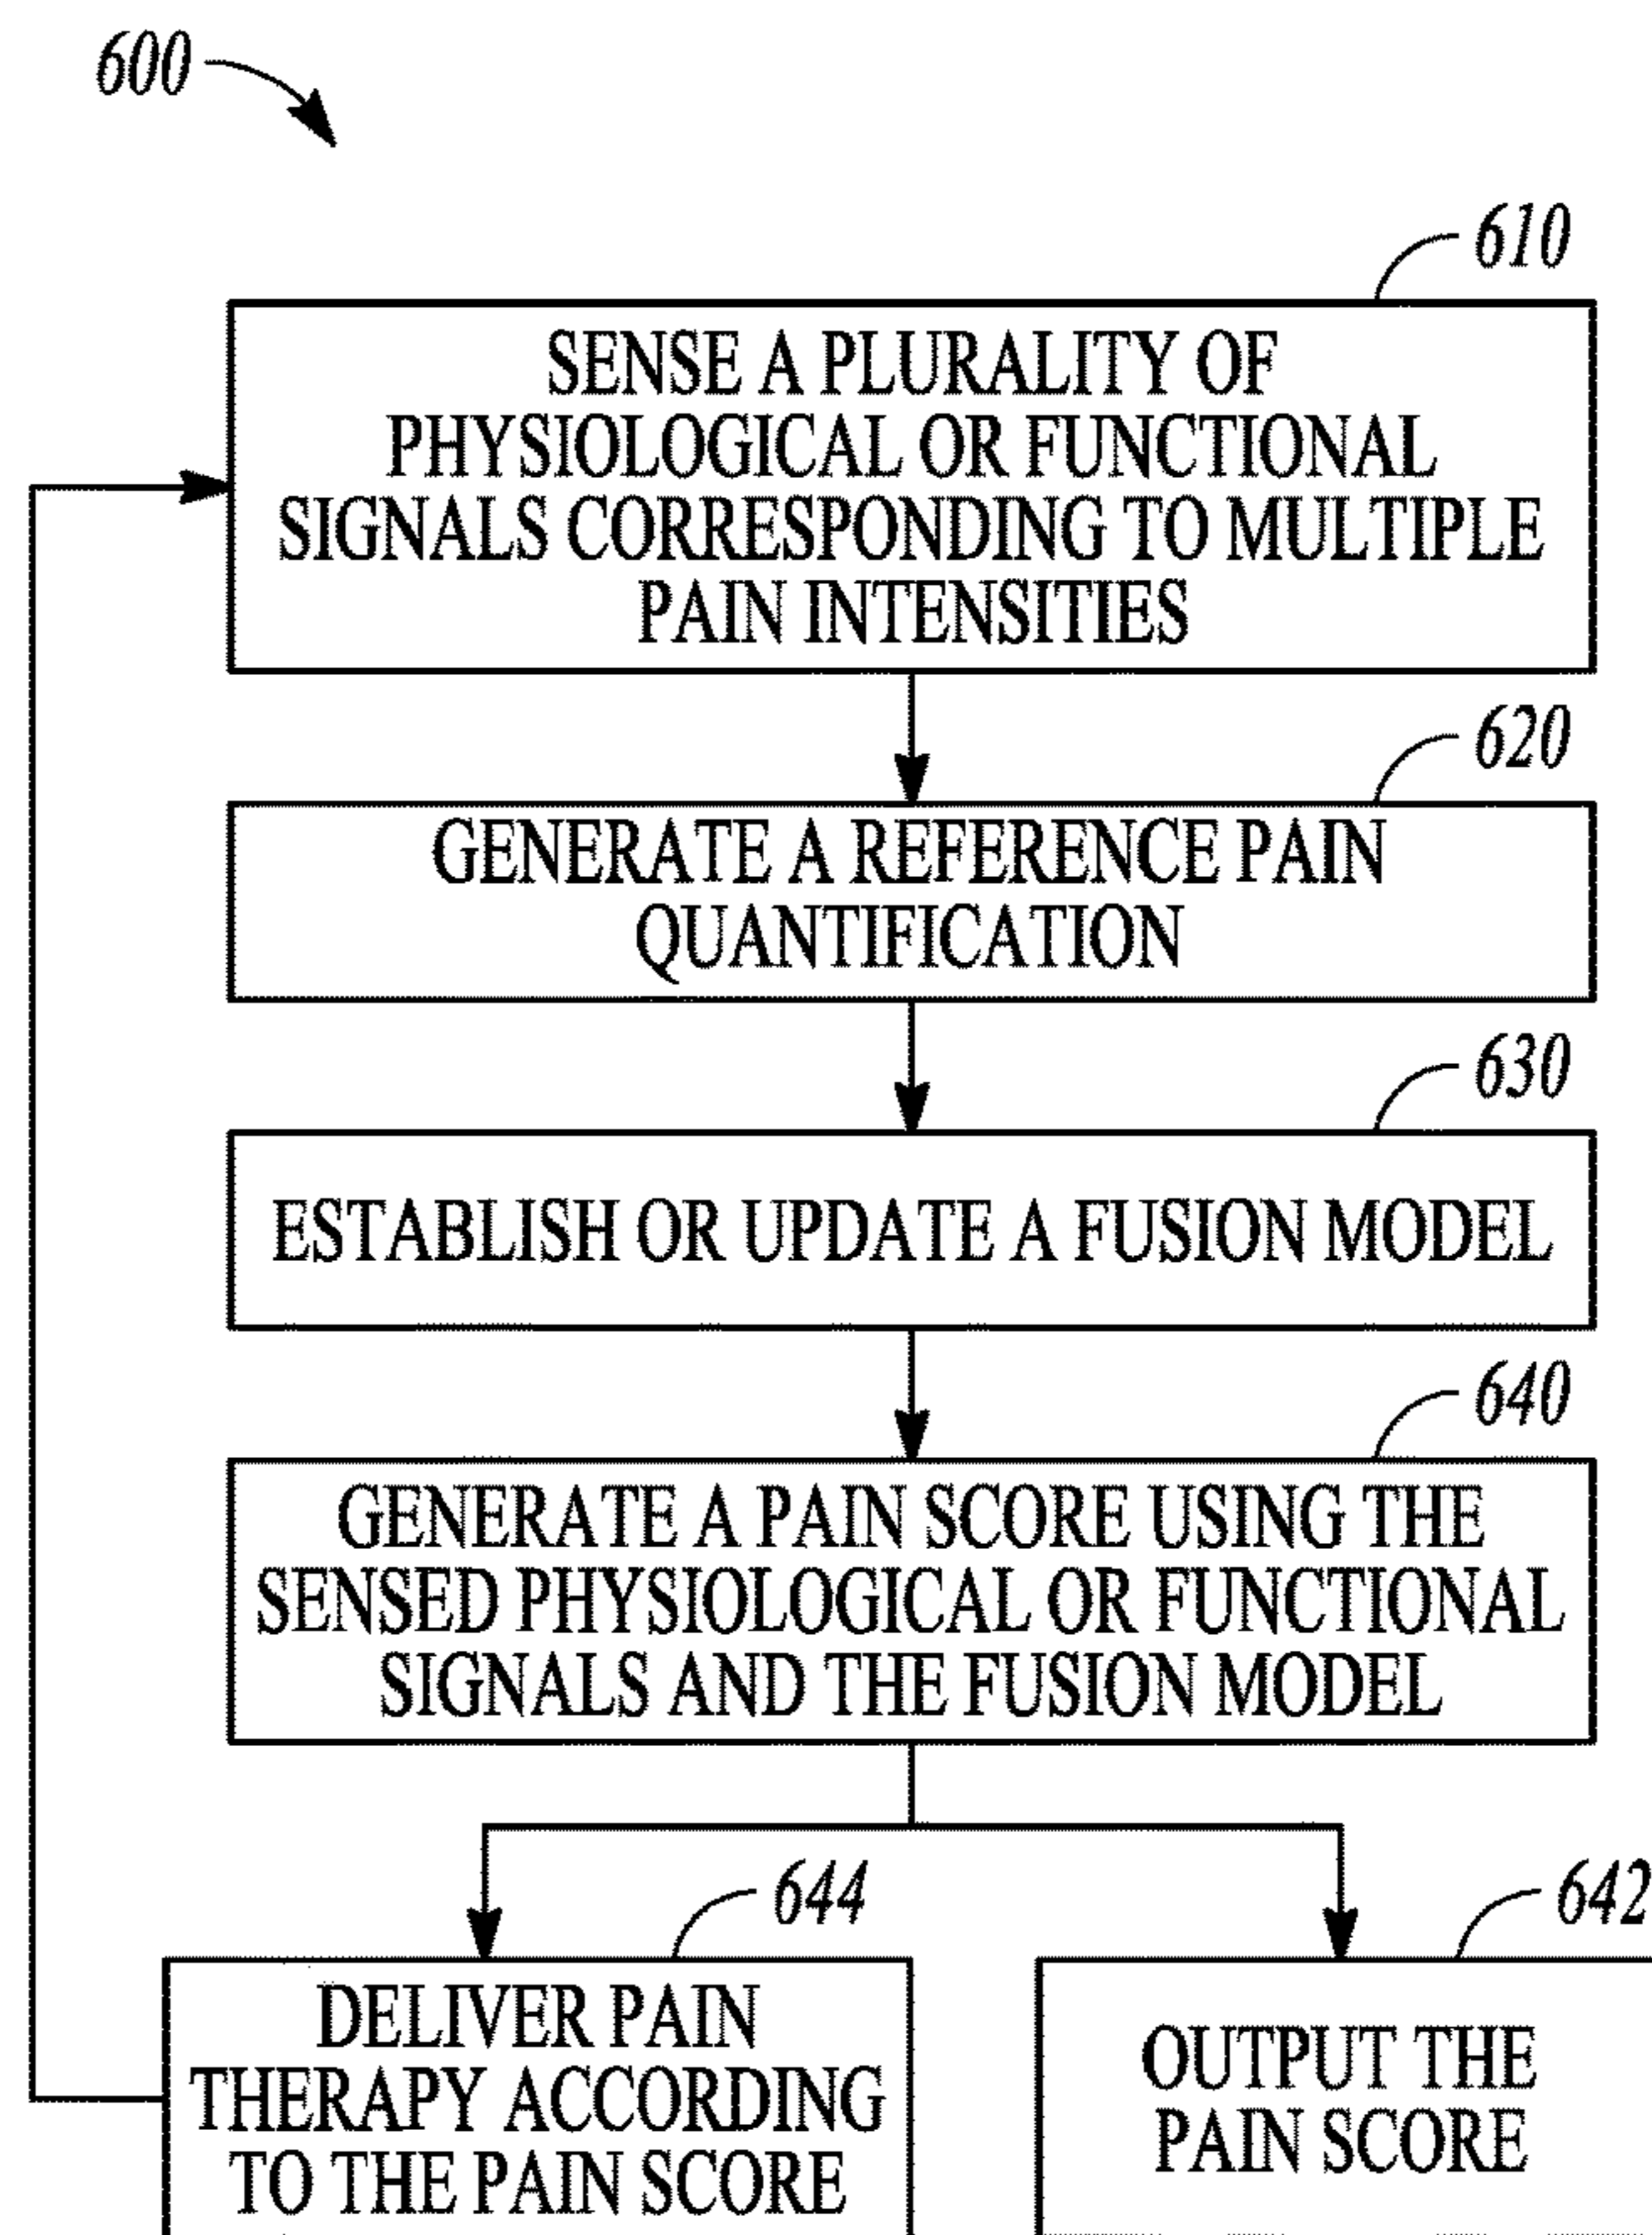 600
610
SENSE A PLURALITY OF
PHYSIOLOGICAL OR FUNCTIONAL
SIGNALS CORRESPONDING TO MULTIPLE
PAIN INTENSITIES
620
GENERATE A REFERENCE PAIN
QUANTIFICATION
630
ESTABLISH OR UPDATE A FUSION MODEL
640
GENERATE A PAIN SCORE USING THE
SENSED PHYSIOLOGICAL OR FUNCTIONAL
SIGNALS AND THE FUSION MODEL
644
DELIVER PAIN
THERAPY ACCORDING
TO THE PAIN SCORE
642
OUTPUT THE
PAIN SCORE